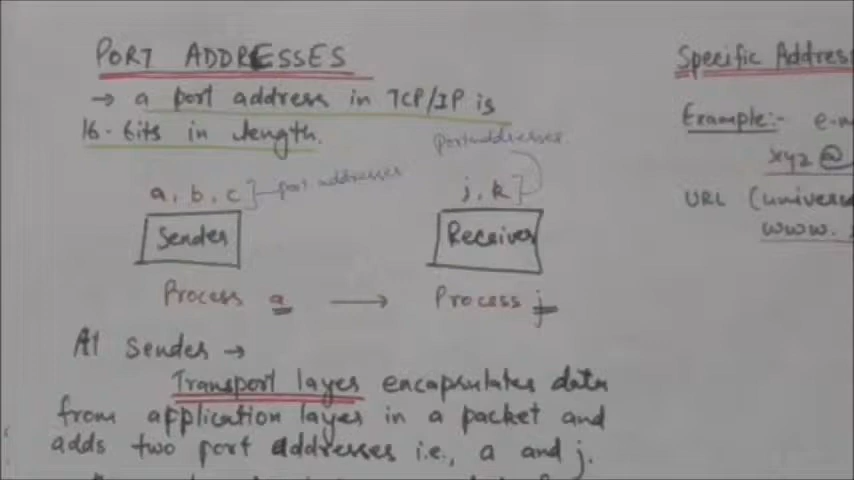 PORT ADDRESSES
→ a port address in TCP/IP is
16-bits in length.
port addresses
a, b, c ] port addresses
j, k ]
Sender
Receiver
Process a → Process j
At Sender →
Transport layer encapsulates data
from application layer in a packet and
adds two port addresses i.e., a and j.
Specific Address
Example:- e-m
xyz @
URL (univers
www.